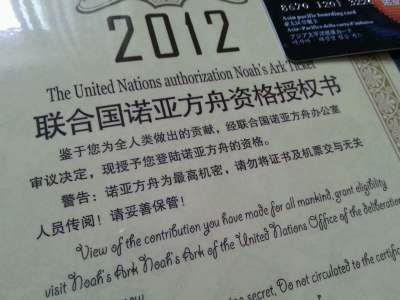 8670 1201 3220
Asia pacific boarding card
2012
The United Nations authorization Noah's Ark Ticket
联合国诺亚方舟资格授权书
鉴于您为全人类做出的贡献，经联合国诺亚方舟办公室
审议决定，现授予您登陆诺亚方舟的资格。
警告：诺亚方舟为最高机密，请勿将证书及机票交与无关
人员传阅！请妥善保管！
View of the contribution you have made for all mankind, grant eligibility
visit Noah's Ark Noah's Ark of the United Nations Office of the deliberation
secret, Do not circulated to the certific